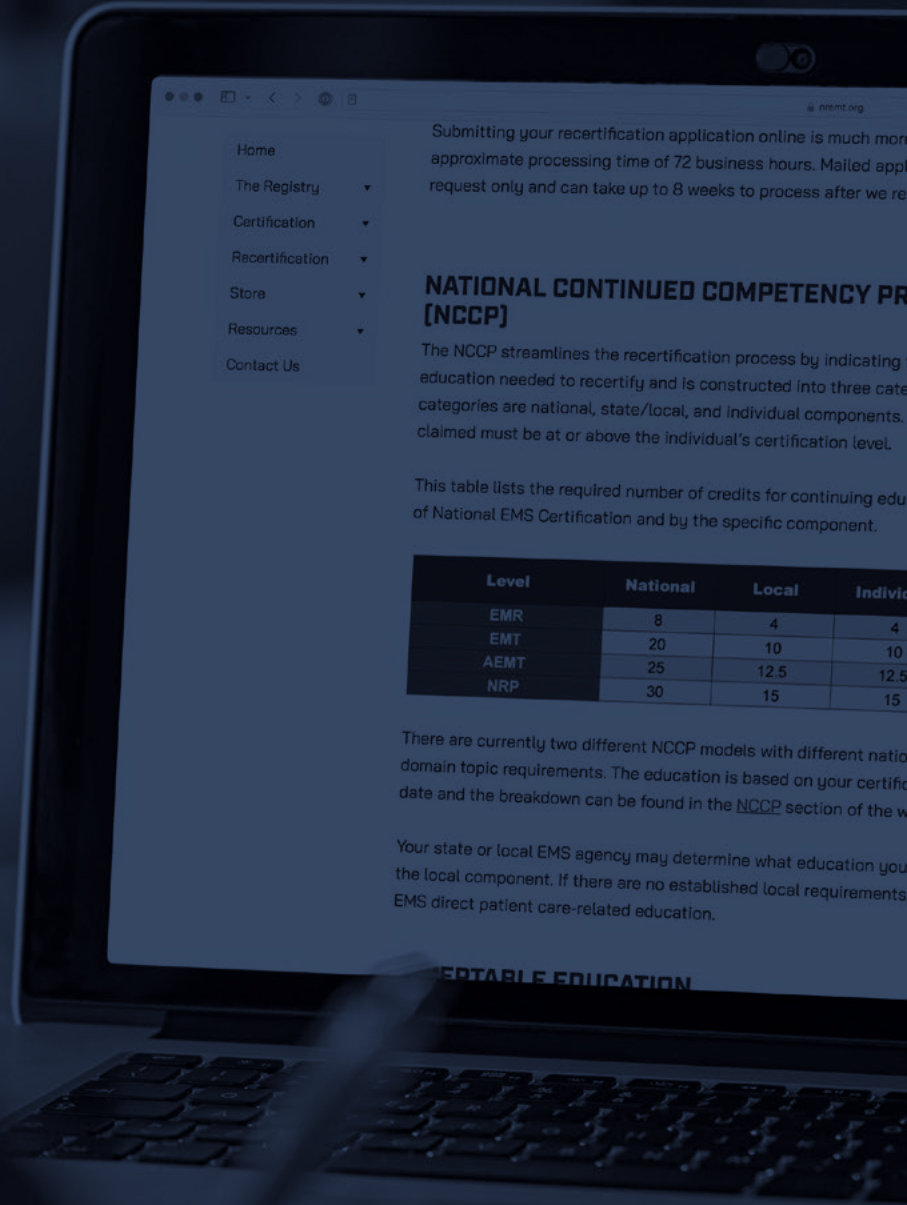 nremt.org
Home
The Registry
Certification
Recertification
Store
Resources
Contact Us
Submitting your recertification application online is much mor
approximate processing time of 72 business hours. Mailed appl
request only and can take up to 8 weeks to process after we re
NATIONAL CONTINUED COMPETENCY PR
(NCCP)
The NCCP streamlines the recertification process by indicating
education needed to recertify and is constructed into three cate
categories are national, state/local, and individual components.
claimed must be at or above the individual's certification level.
This table lists the required number of credits for continuing edu
of National EMS Certification and by the specific component.
Level National Local Individ
EMR 8 4 4
EMT 20 10 10
AEMT 25 12.5 12.5
NRP 30 15 15
There are currently two different NCCP models with different natio
domain topic requirements. The education is based on your certific
date and the breakdown can be found in the NCCP section of the w
Your state or local EMS agency may determine what education you
the local component. If there are no established local requirements
EMS direct patient care-related education.
EPTABLE EDUCATION